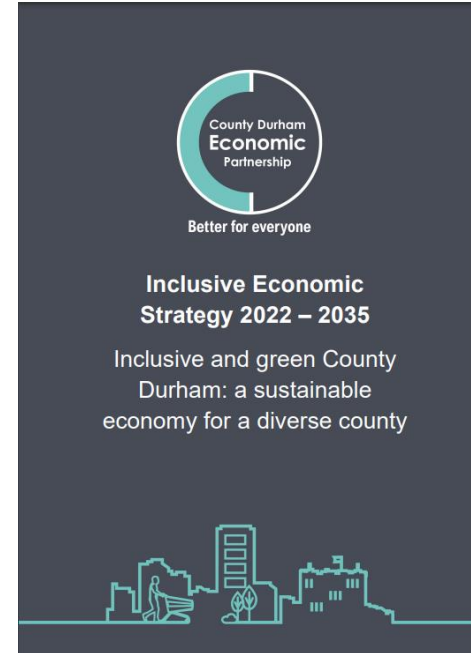 County Durham
Economic
Partnership
Better for everyone
Inclusive Economic
Strategy 2022 – 2035
Inclusive and green County
Durham: a sustainable
economy for a diverse county